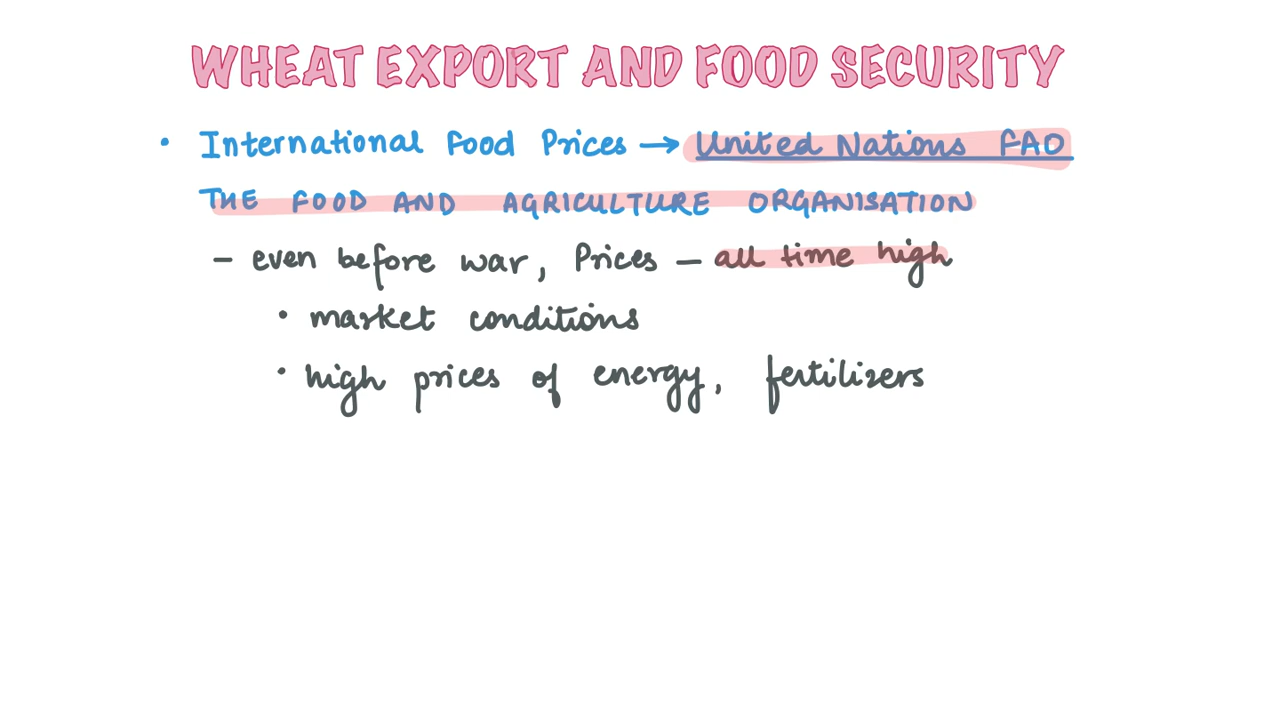 WHEAT EXPORT AND FOOD SECURITY
• International Food Prices → United Nations FAO
THE FOOD AND AGRICULTURE ORGANISATION
– even before war, Prices – all time high
• market conditions
• high prices of energy, fertilizers